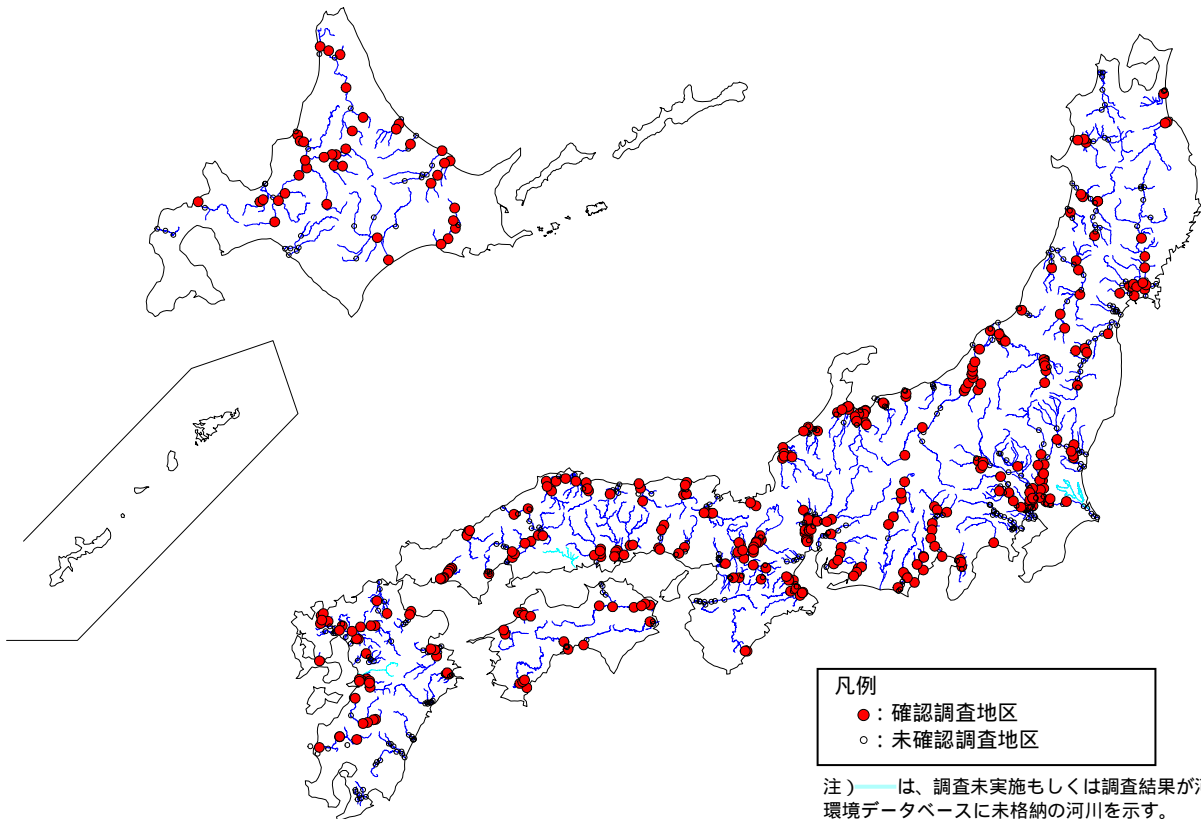 凡例
●：確認調査地区
○：未確認調査地区
注）　　は、調査未実施もしくは調査結果が
環境データベースに未格納の河川を示す。